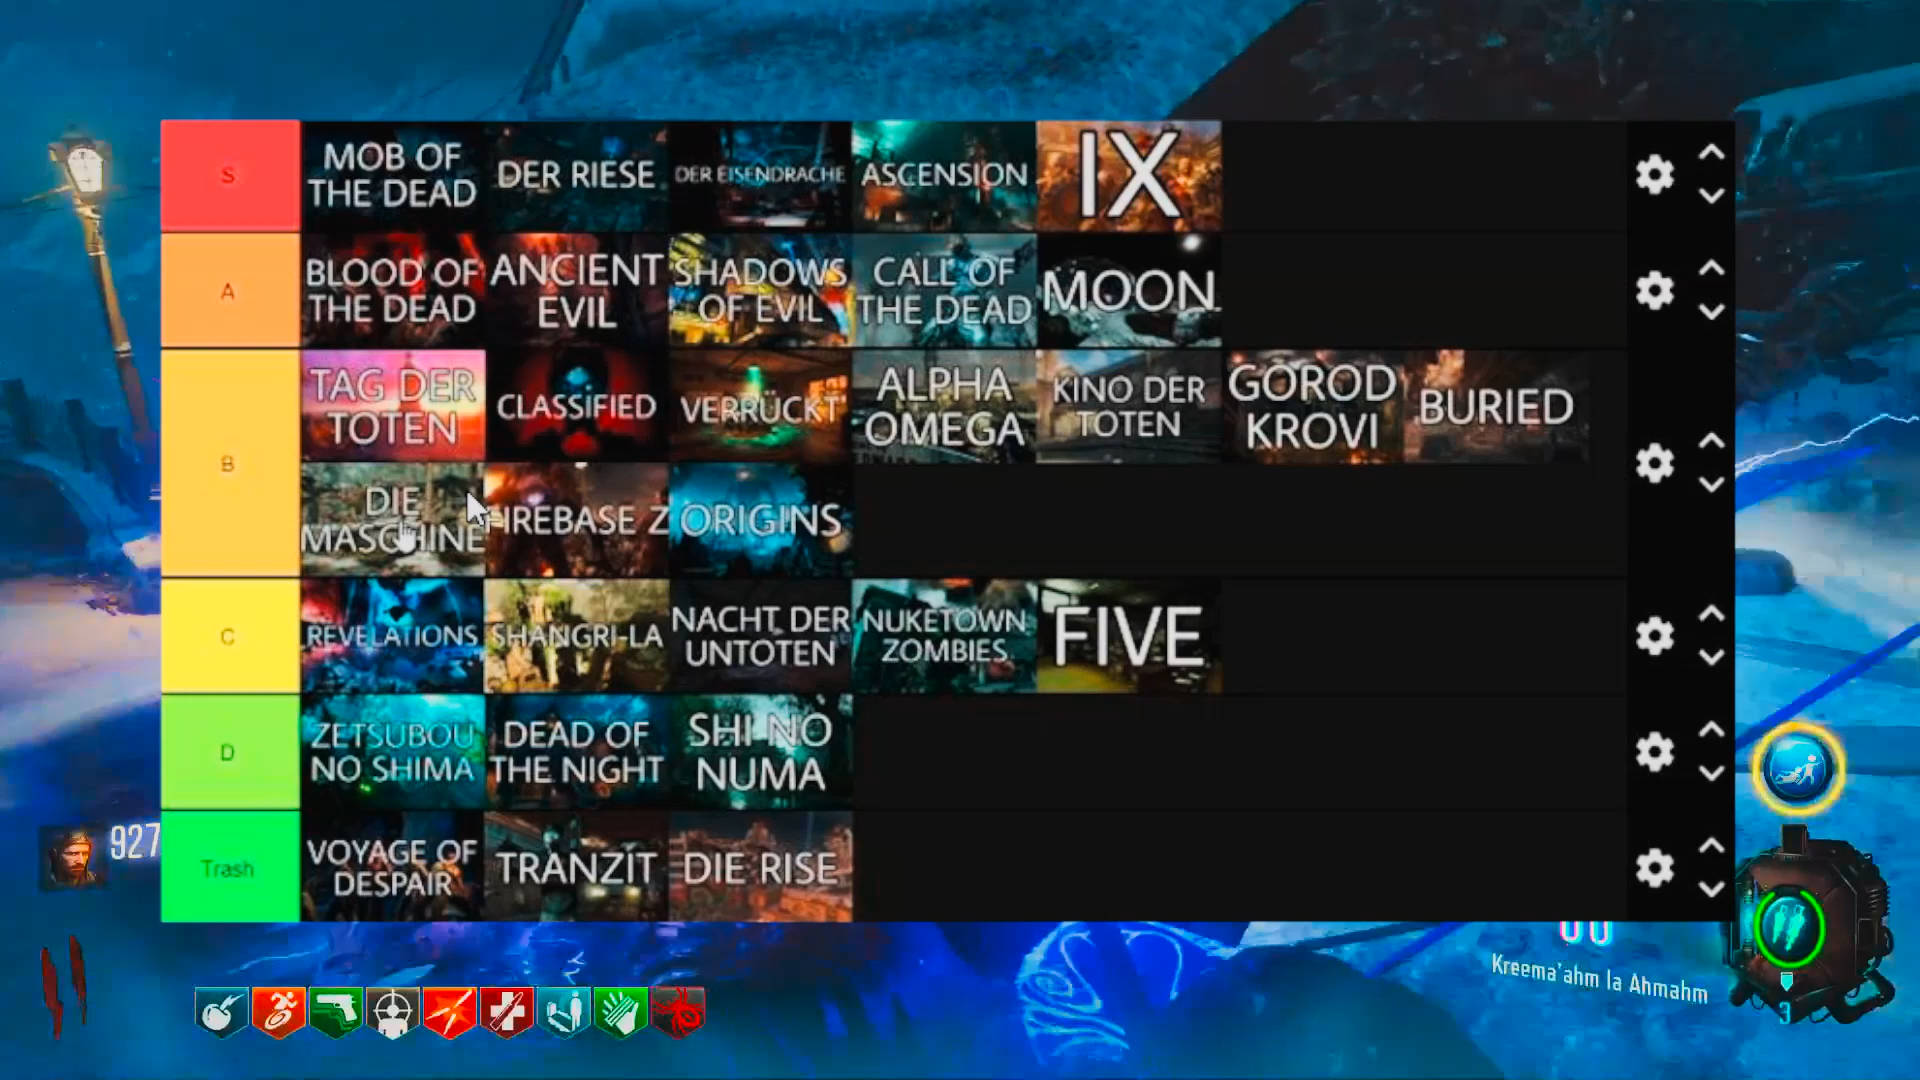 S
MOB OF
THE DEAD
DER RIESE
DER EISENDRACHE
ASCENSION
IX
A
BLOOD OF
THE DEAD
ANCIENT
EVIL
SHADOWS
OF EVIL
CALL OF
THE DEAD
MOON
B
TAG DER
TOTEN
CLASSiFiED
VERRÜCKT
ALPHA
OMEGA
KINO DER
TOTEN
GOROD
KROVI
BURIED
DIE
MASCHINE
FIREBASE Z
ORIGINS
C
REVELATIONS
SHANGRI-LA
NACHT DER
UNTOTEN
NUKETOWN
ZOMBIES
FIVE
D
ZETSUBOU
NO SHIMA
DEAD OF
THE NIGHT
SHI NO
NUMA
Trash
VOYAGE OF
DESPAIR
TRANZIT
DIE RISE
927
Kreema'ahm la Ahmahm
3